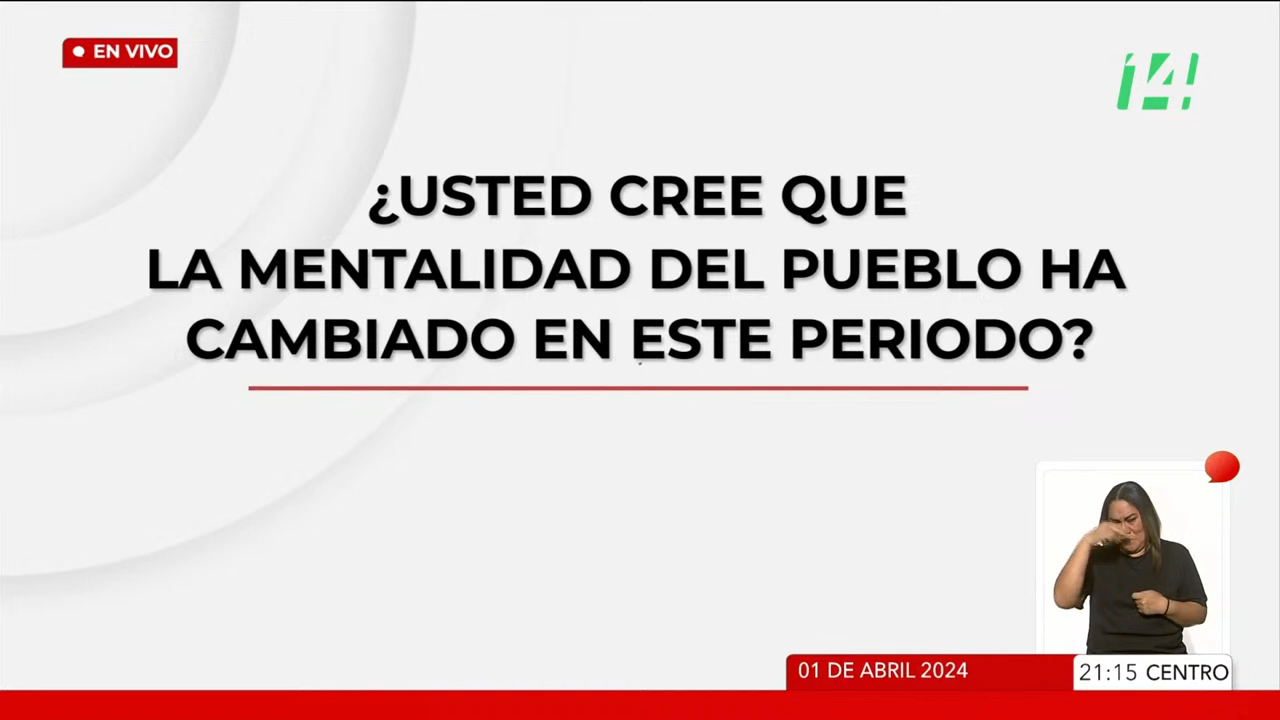 EN VIVO
14!
¿USTED CREE QUE
LA MENTALIDAD DEL PUEBLO HA
CAMBIADO EN ESTE PERIODO?
01 DE ABRIL 2024
21:15 CENTRO